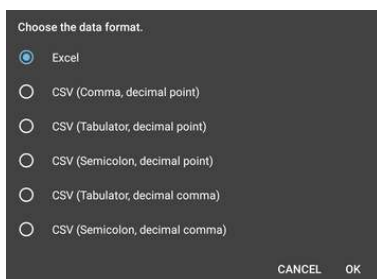 Choose the data format.
Excel
CSV (Comma, decimal point)
CSV (Tabulator, decimal point)
CSV (Semicolon, decimal point)
CSV (Tabulator, decimal comma)
CSV (Semicolon, decimal comma)
CANCEL OK